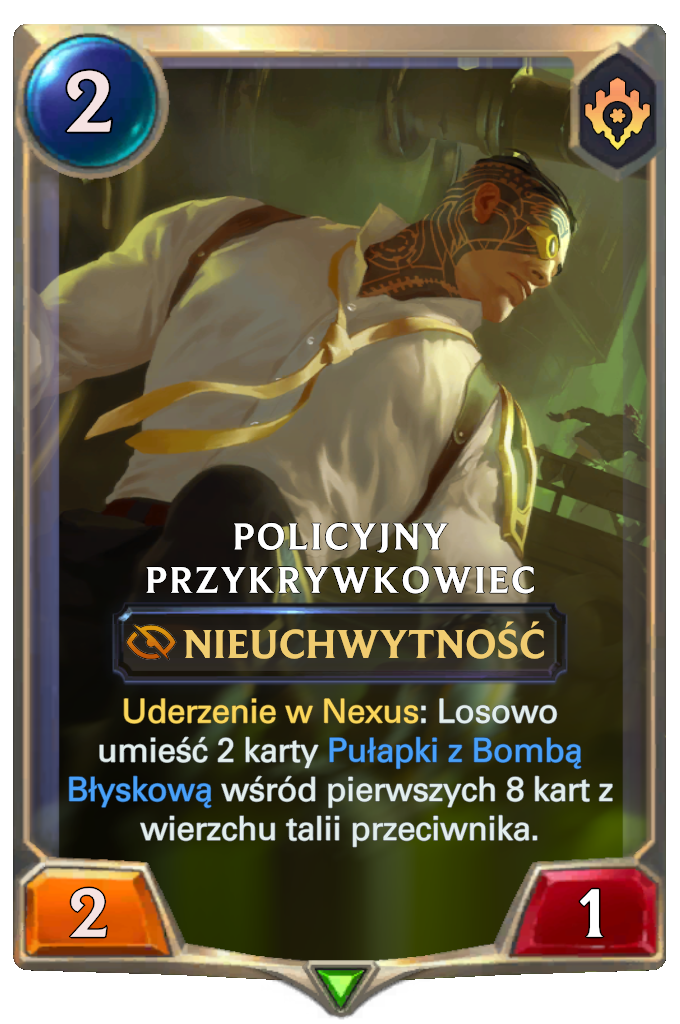 2
POLICYJNY
PRZYKRYWKOWIEC
NIEUCHWYTNOŚĆ
Uderzenie w Nexus: Losowo
umieść 2 karty Pułapki z Bombą
Błyskową wśród pierwszych 8 kart z
wierzchu talii przeciwnika.
2
1